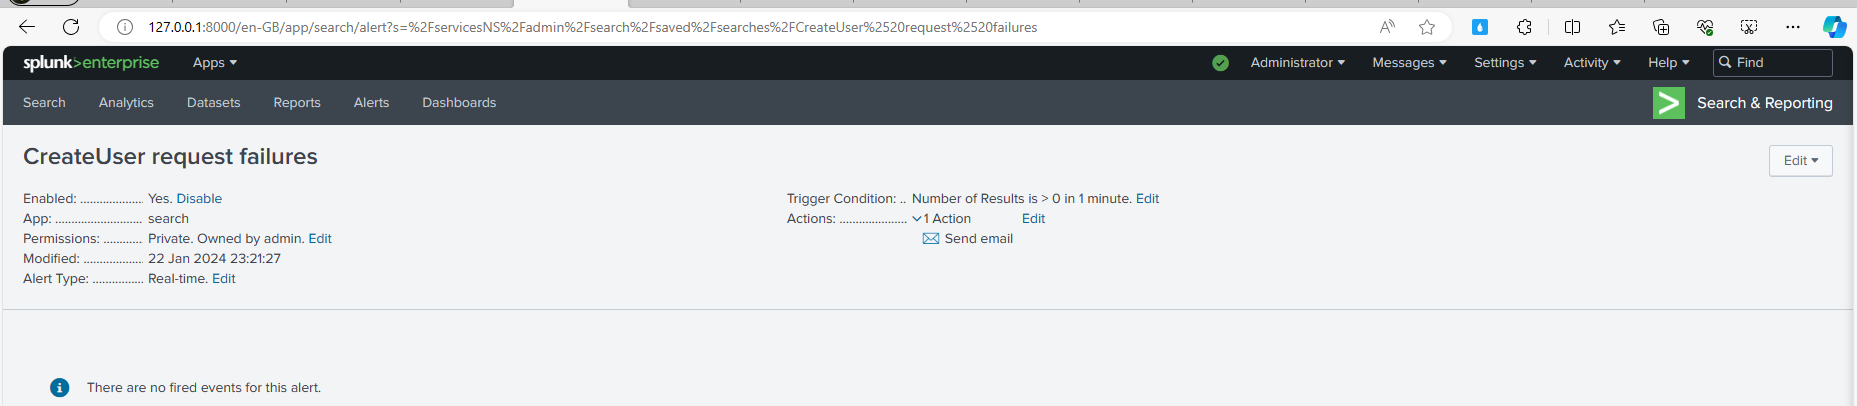 127.0.0.1:8000/en-GB/app/search/alert?s=%2FservicesNS%2Fadmin%2Fsearch%2Fsaved%2Fsearches%2FCreateUser%2520request%2520failures
splunk>enterprise Apps Administrator Messages Settings Activity Help Find
Search Analytics Datasets Reports Alerts Dashboards Search & Reporting
CreateUser request failures Edit
Enabled: .................... Yes. Disable Trigger Condition: .. Number of Results is > 0 in 1 minute. Edit
App: ........................... search Actions: ..................... 1 Action Edit
Permissions: ............ Private. Owned by admin. Edit Send email
Modified: .................. 22 Jan 2024 23:21:27
Alert Type: ................ Real-time. Edit
There are no fired events for this alert.